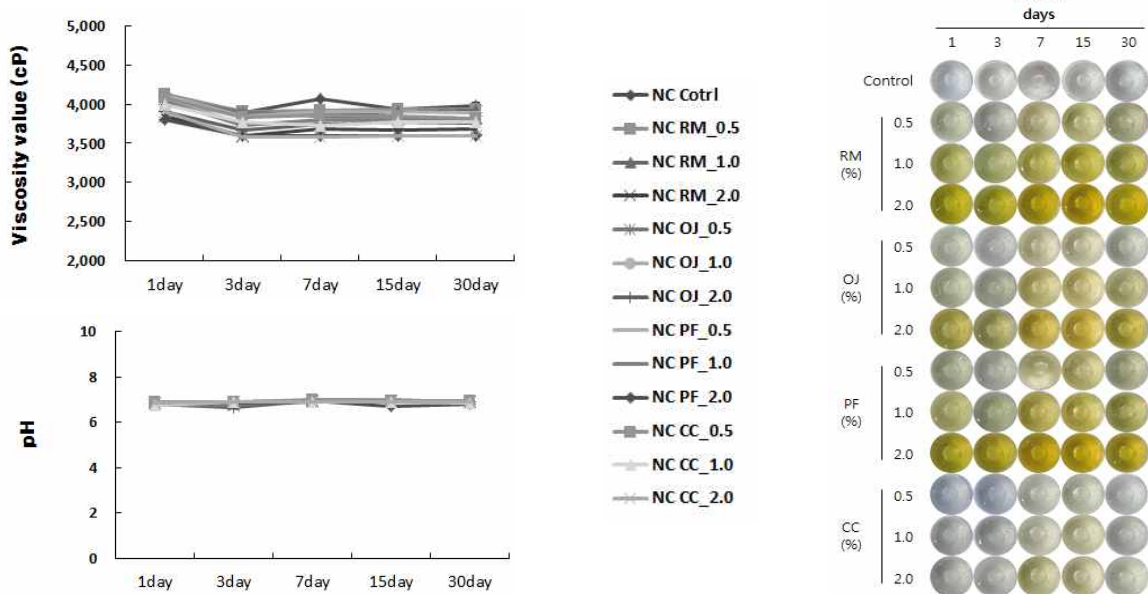 Viscosity value (cP)
5,000
4,500
4,000
3,500
3,000
2,500
2,000
1day 3day 7day 15day 30day
pH
10
8
6
4
2
0
1day 3day 7day 15day 30day
NC Cotrl
NC RM_0.5
NC RM_1.0
NC RM_2.0
NC OJ_0.5
NC OJ_1.0
NC OJ_2.0
NC PF_0.5
NC PF_1.0
NC PF_2.0
NC CC_0.5
NC CC_1.0
NC CC_2.0
days
1 3 7 15 30
Control
RM
(%)
0.5
1.0
2.0
OJ
(%)
0.5
1.0
2.0
PF
(%)
0.5
1.0
2.0
CC
(%)
0.5
1.0
2.0